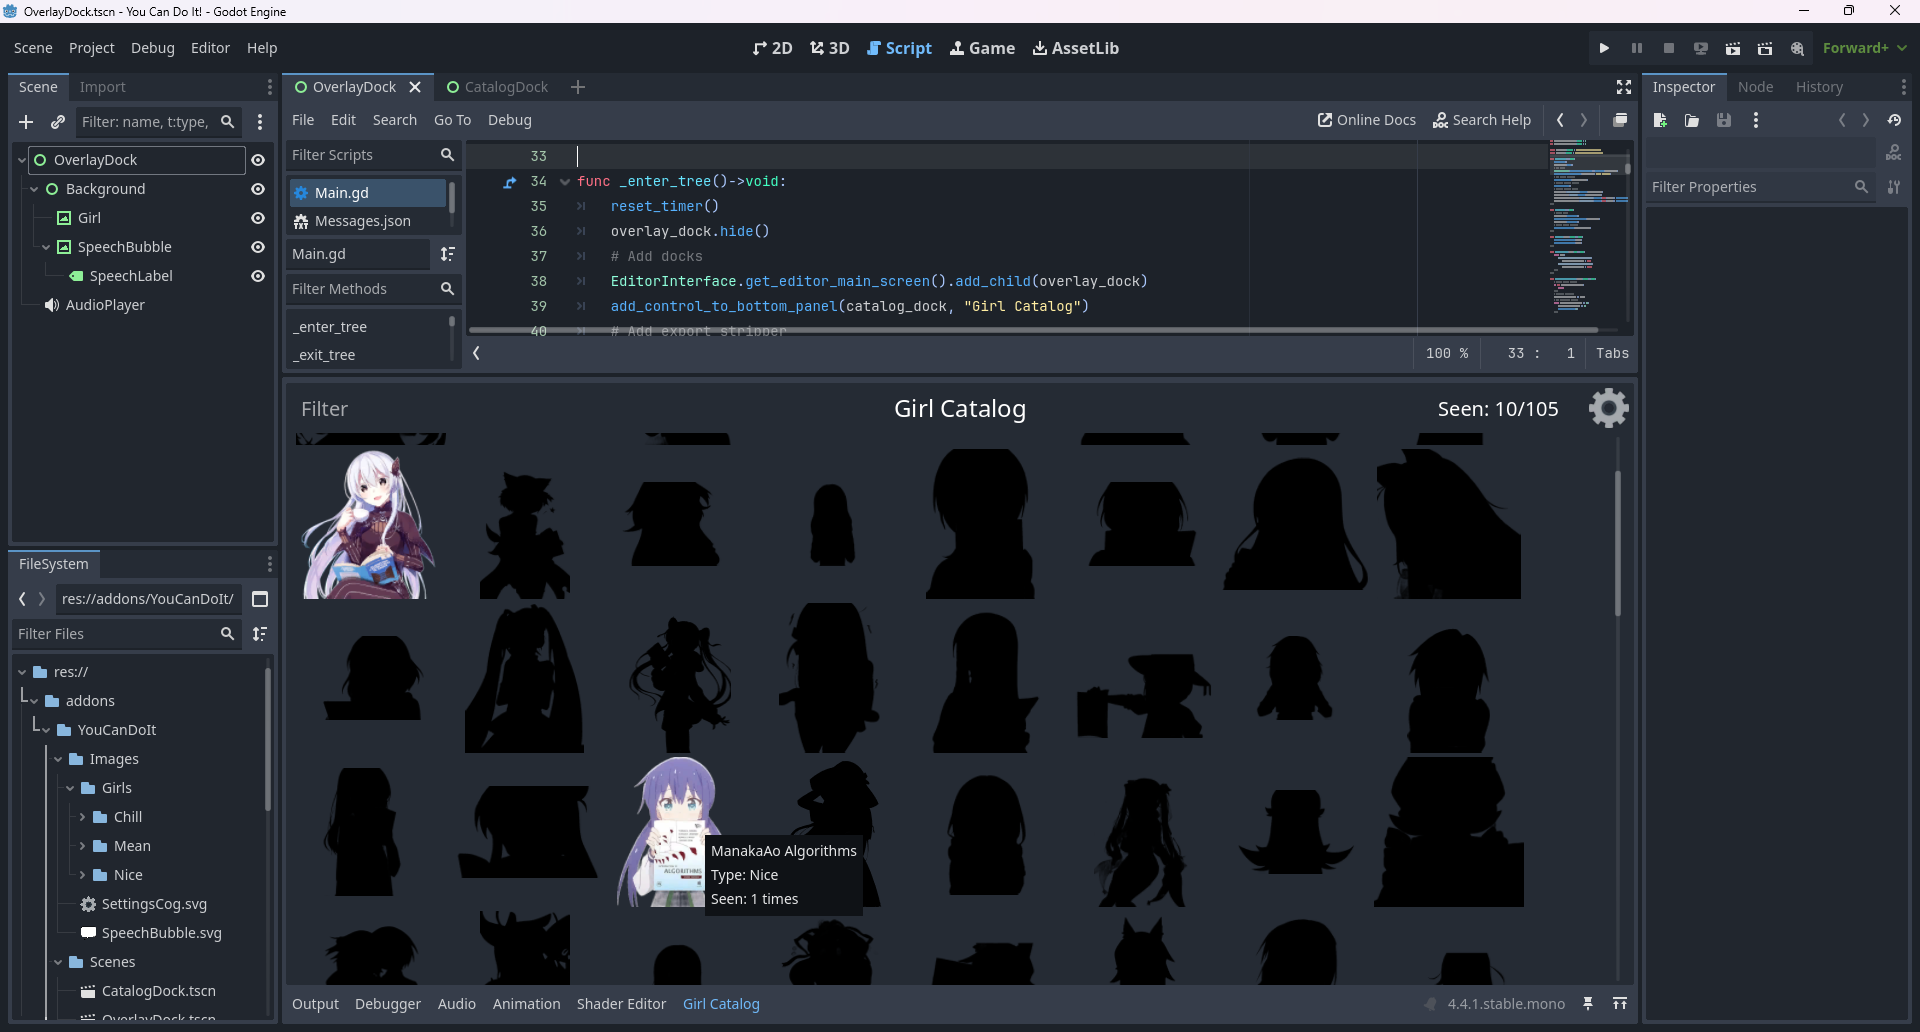 OverlayDock.tscn - You Can Do It! - Godot Engine
Scene Project Debug Editor Help
2D 3D Script Game AssetLib
Forward+
Scene Import
Filter: name, t:type,
OverlayDock
Background
Girl
SpeechBubble
SpeechLabel
AudioPlayer
FileSystem
res://addons/YouCanDoIt/
Filter Files
res://
addons
YouCanDoIt
Images
Girls
Chill
Mean
Nice
SettingsCog.svg
SpeechBubble.svg
Scenes
CatalogDock.tscn
OverlayDock.tscn
OverlayDock CatalogDock
File Edit Search Go To Debug
Online Docs Search Help
Filter Scripts
Main.gd
Messages.json
Main.gd
Filter Methods
_enter_tree
_exit_tree
33
34 func _enter_tree()->void:
35 reset_timer()
36 overlay_dock.hide()
37 # Add docks
38 EditorInterface.get_editor_main_screen().add_child(overlay_dock)
39 add_control_to_bottom_panel(catalog_dock, "Girl Catalog")
40 # Add export stripper
100 % 33 : 1 Tabs
Filter Girl Catalog Seen: 10/105
ALGORITHMS
ManakaAo Algorithms
Type: Nice
Seen: 1 times
Output Debugger Audio Animation Shader Editor Girl Catalog
4.4.1.stable.mono
Inspector Node History
Filter Properties